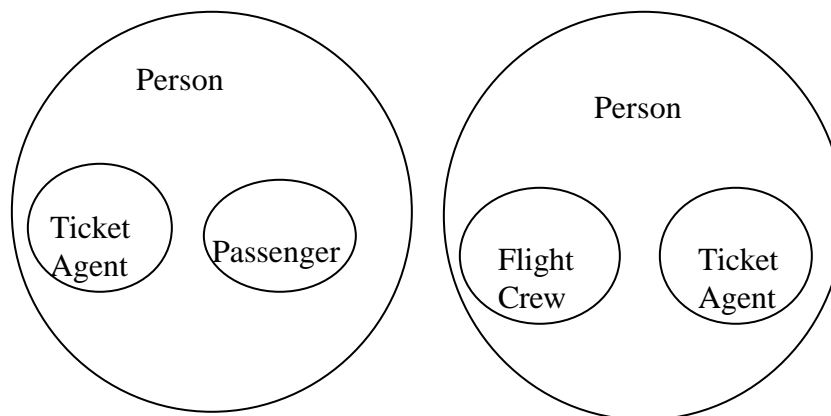 Person
Ticket
Agent
Passenger
Person
Flight
Crew
Ticket
Agent